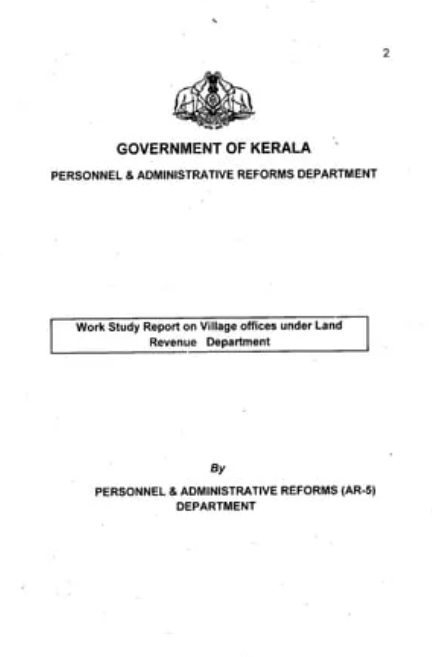 2
GOVERNMENT OF KERALA
PERSONNEL & ADMINISTRATIVE REFORMS DEPARTMENT
Work Study Report on Village offices under Land
Revenue Department
By
PERSONNEL & ADMINISTRATIVE REFORMS (AR-5)
DEPARTMENT